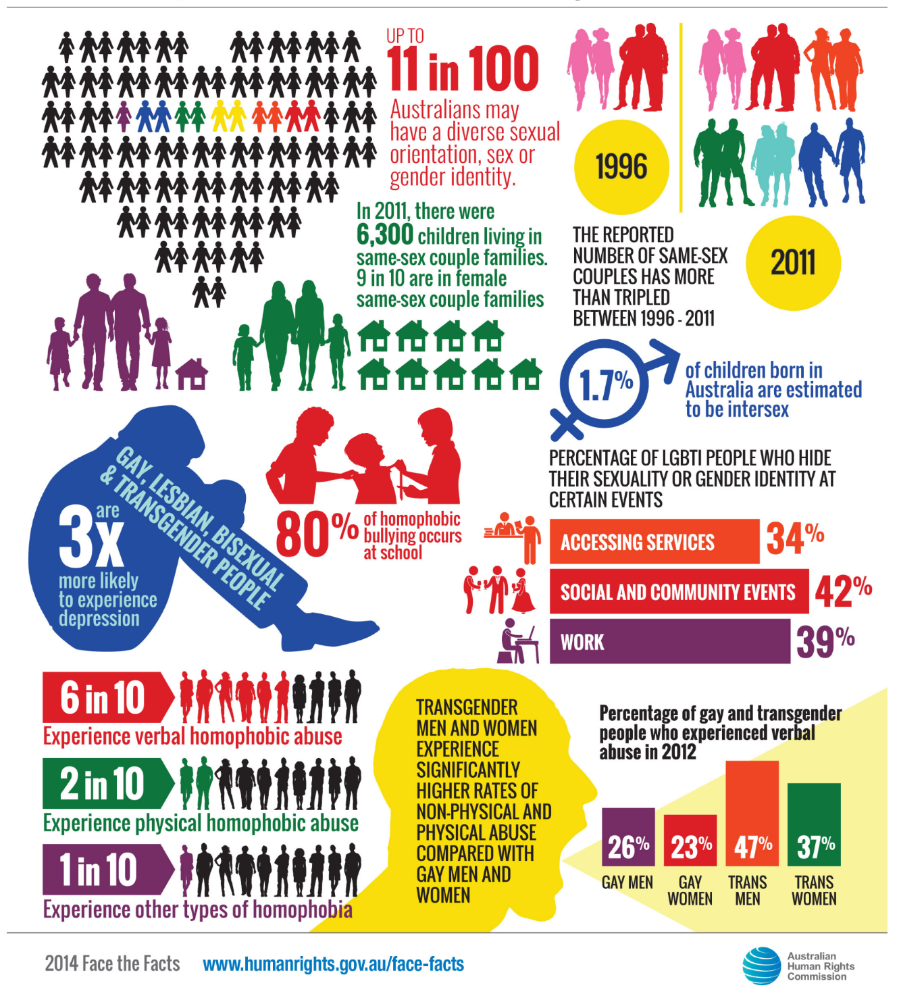 UP TO
11 in 100
Australians may
have a diverse sexual
orientation, sex or
gender identity.
In 2011, there were
6,300 children living in
same-sex couple families.
9 in 10 are in female
same-sex couple families
1996
2011
THE REPORTED
NUMBER OF SAME-SEX
COUPLES HAS MORE
THAN TRIPLED
BETWEEN 1996 - 2011
1.7%
of children born in
Australia are estimated
to be intersex
GAY, LESBIAN, BISEXUAL
& TRANSGENDER PEOPLE
are
3x
more likely
to experience
depression
80%
of homophobic
bullying occurs
at school
PERCENTAGE OF LGBTI PEOPLE WHO HIDE
THEIR SEXUALITY OR GENDER IDENTITY AT
CERTAIN EVENTS
ACCESSING SERVICES 34%
SOCIAL AND COMMUNITY EVENTS 42%
WORK 39%
6 in 10
Experience verbal homophobic abuse
2 in 10
Experience physical homophobic abuse
1 in 10
Experience other types of homophobia
TRANSGENDER
MEN AND WOMEN
EXPERIENCE
SIGNIFICANTLY
HIGHER RATES OF
NON-PHYSICAL AND
PHYSICAL ABUSE
COMPARED WITH
GAY MEN AND
WOMEN
Percentage of gay and transgender
people who experienced verbal
abuse in 2012
26% 23% 47% 37%
GAY MEN GAY WOMEN TRANS MEN TRANS WOMEN
2014 Face the Facts www.humanrights.gov.au/face-facts
Australian
Human Rights
Commission